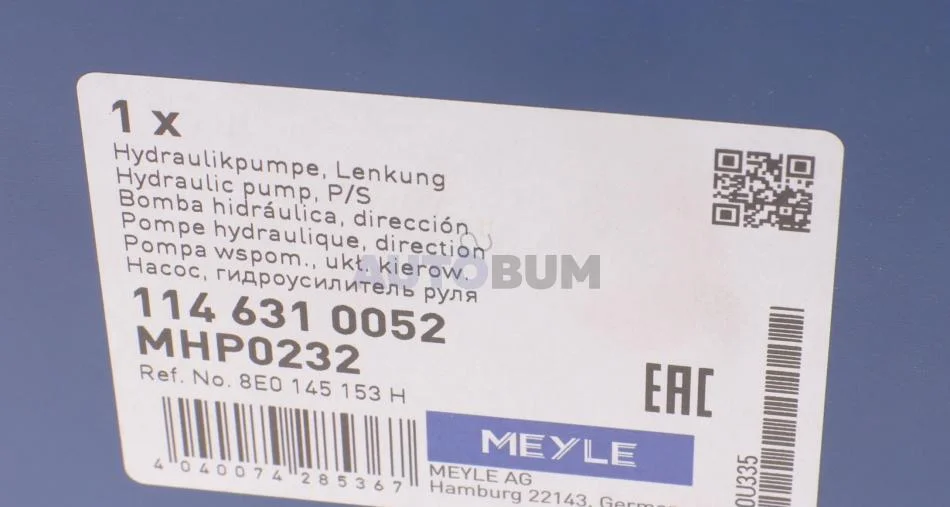 1 x
Hydraulikpumpe, Lenkung
Hydraulic pump, P/S
Bomba hidráulica, dirección
Pompe hydraulique, direction
Pompa wspom., ukł. kierow.
Насос, гидроусилитель руля
AUTOBUM
114 631 0052
MHP0232
Ref. No. 8E0 145 153 H
EAC
4 040074 285367
MEYLE
MEYLE AG
Hamburg 22143,
0U335